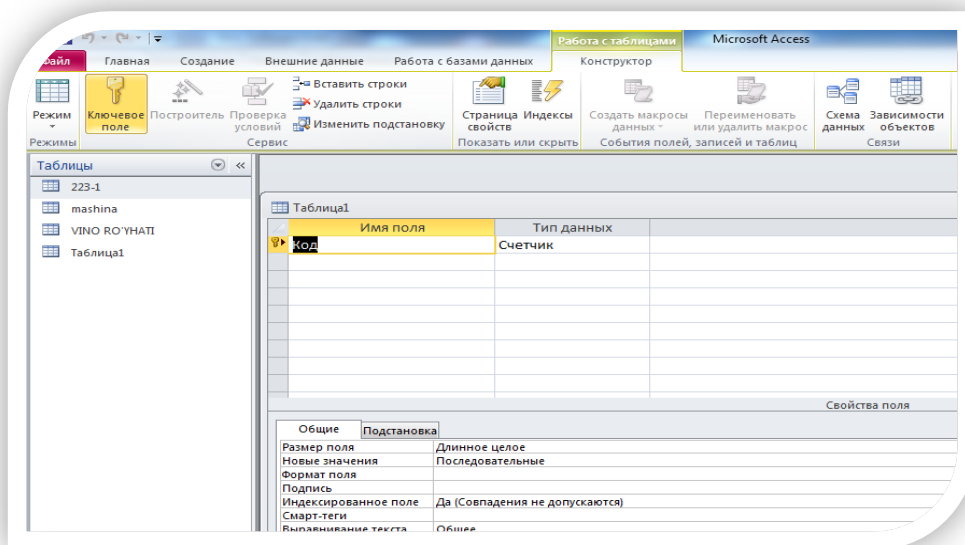 Работа с таблицами Microsoft Access
Файл Главная Создание Внешние данные Работа с базами данных Конструктор
Режим
Ключевое поле
Построитель
Проверка условий
Вставить строки
Удалить строки
Изменить подстановку
Страница свойств
Индексы
Создать макросы данных
Переименовать или удалить макрос
Схема данных
Зависимости объектов
Режимы Сервис Показать или скрыть События полей, записей и таблиц Связи
Таблицы
223-1
mashina
VINO RO'YHATI
Таблица1
Таблица1
Имя поля Тип данных
Код Счетчик
Свойства поля
Общие Подстановка
Размер поля Длинное целое
Новые значения Последовательные
Формат поля
Подпись
Индексированное поле Да (Совпадения не допускаются)
Смарт-теги
Выравнивание текста Общее